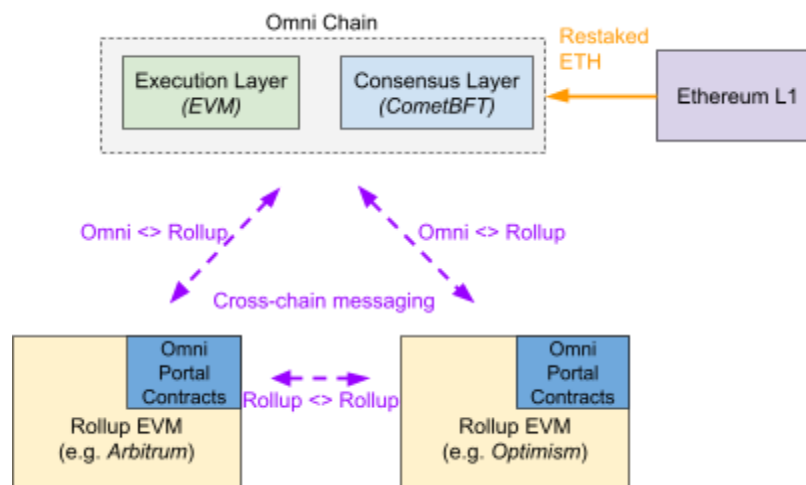 Omni Chain
Restaked
ETH
Execution Layer
(EVM)
Consensus Layer
(CometBFT)
Ethereum L1
Omni <> Rollup
Omni <> Rollup
Cross-chain messaging
Omni
Portal
Contracts
Rollup EVM
(e.g. Arbitrum)
Rollup <> Rollup
Omni
Portal
Contracts
Rollup EVM
(e.g. Optimism)